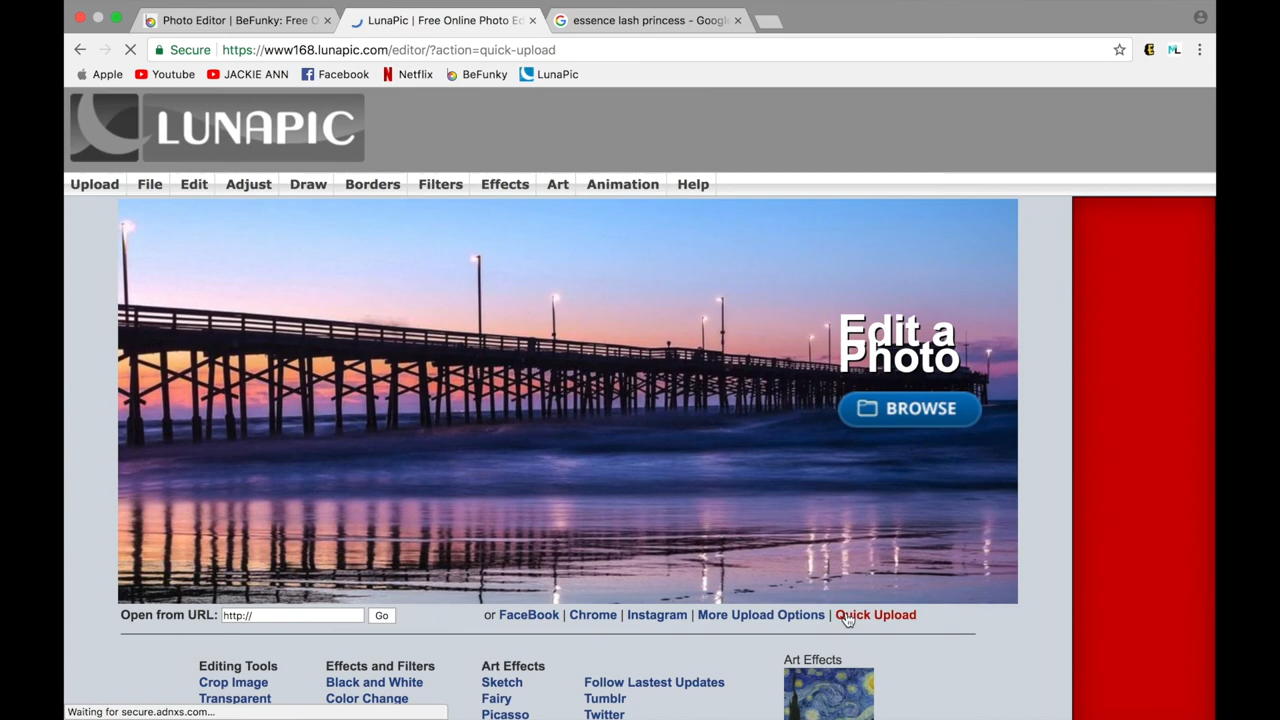 Photo Editor | BeFunky: Free O
LunaPic | Free Online Photo Ed
essence lash princess - Google
Secure https://www168.lunapic.com/editor/?action=quick-upload
Apple Youtube JACKIE ANN Facebook Netflix BeFunky LunaPic
LUNAPIC
Upload File Edit Adjust Draw Borders Filters Effects Art Animation Help
Edit a
Photo
BROWSE
Open from URL: http:// Go or FaceBook | Chrome | Instagram | More Upload Options | Quick Upload
Editing Tools Effects and Filters Art Effects Art Effects
Crop Image Black and White Sketch Follow Lastest Updates
Transparent Color Change Fairy Tumblr
Picasso Twitter
Waiting for secure.adnxs.com...